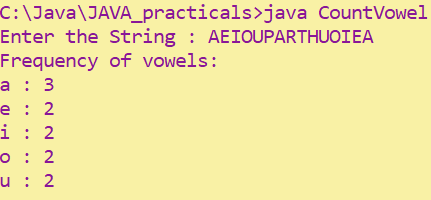 C:\Java\JAVA_practicals>java CountVowel
Enter the String : AEIOUPARTHUOIEA
Frequency of vowels:
a : 3
e : 2
i : 2
o : 2
u : 2